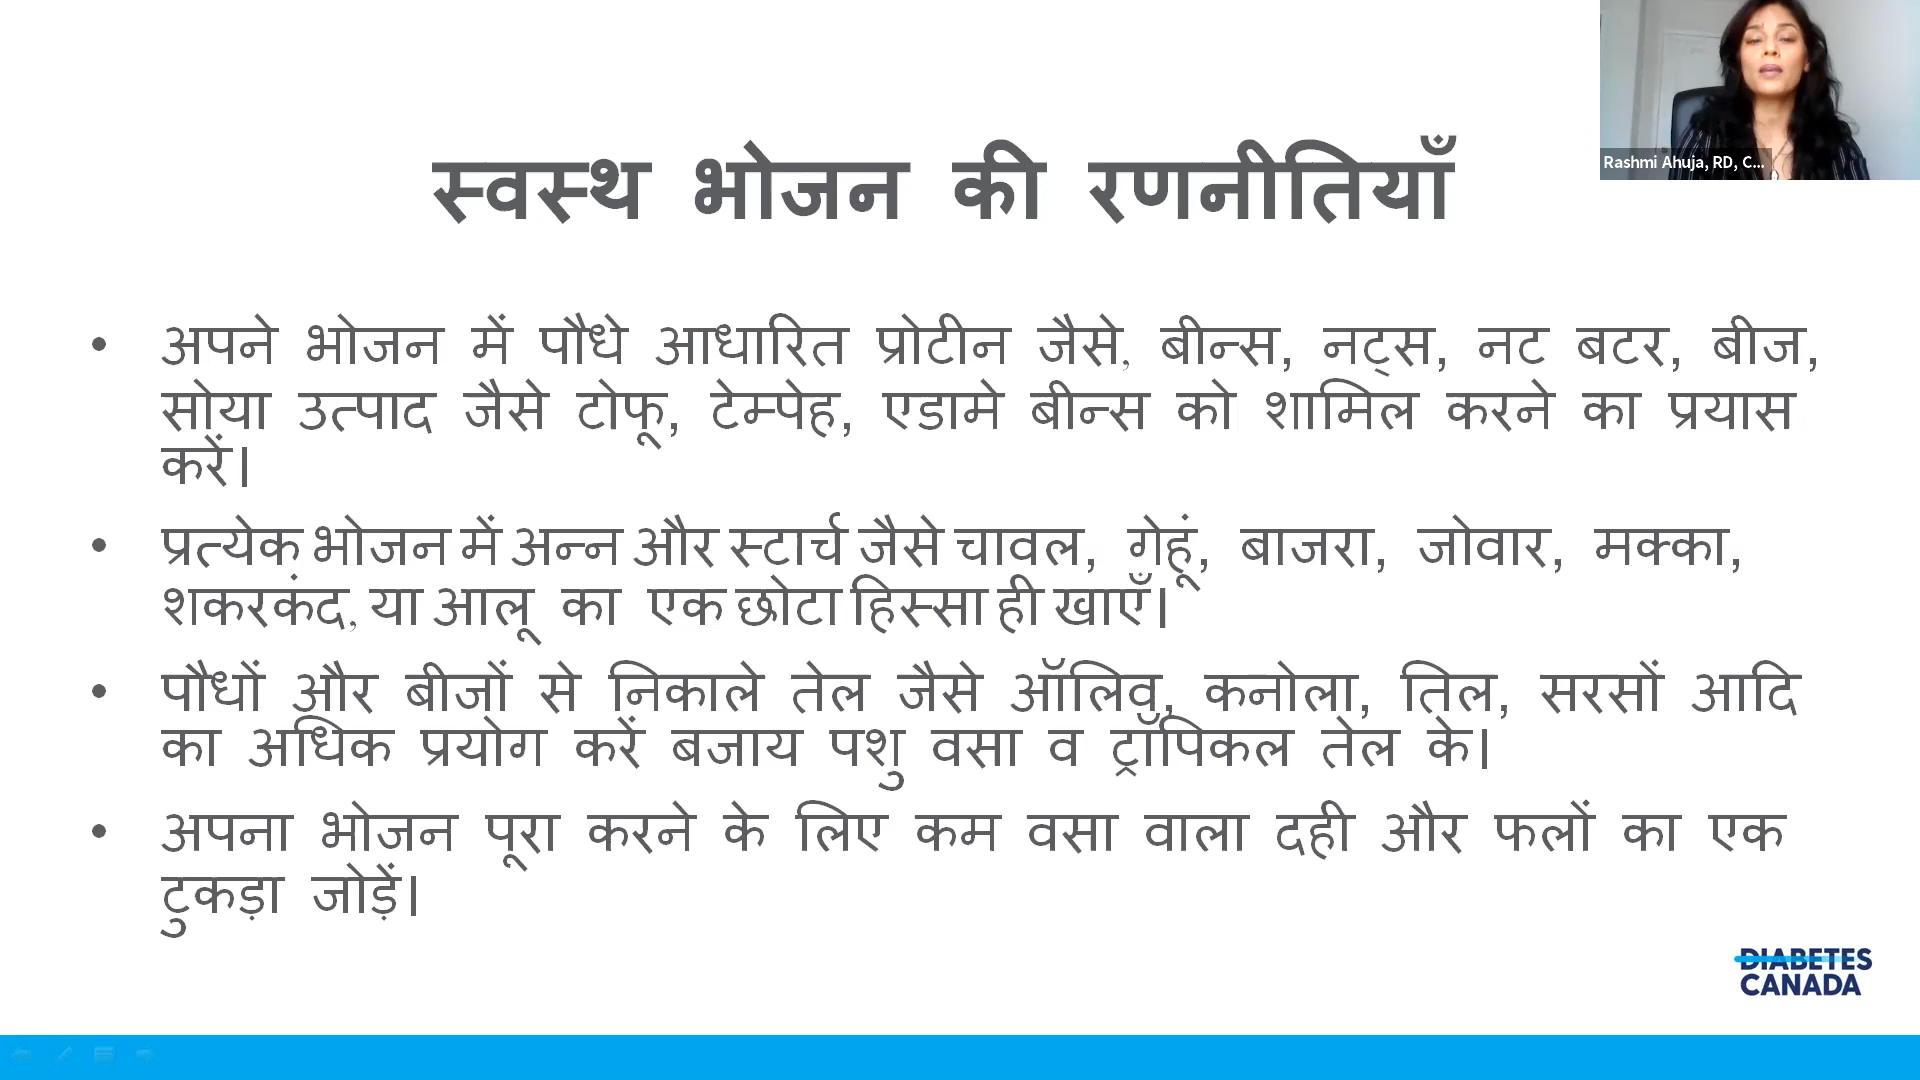 Rashmi Ahuja, RD, C...
स्वस्थ भोजन की रणनीतियाँ
• अपने भोजन में पौधे आधारित प्रोटीन जैसे, बीन्स, नट्स, नट बटर, बीज,
सोया उत्पाद जैसे टोफू, टेम्पेह, एडामे बीन्स को शामिल करने का प्रयास
करें।
• प्रत्येक भोजन में अन्न और स्टार्च जैसे चावल, गेहूं, बाजरा, जोवार, मक्का,
शकरकंद, या आलू का एक छोटा हिस्सा ही खाएँ।
• पौधों और बीजों से निकाले तेल जैसे ऑलिव, कनोला, तिल, सरसों आदि
का अधिक प्रयोग करें बजाय पशु वसा व ट्रॉपिकल तेल के।
• अपना भोजन पूरा करने के लिए कम वसा वाला दही और फलों का एक
टुकड़ा जोड़ें।
DIABETES
CANADA